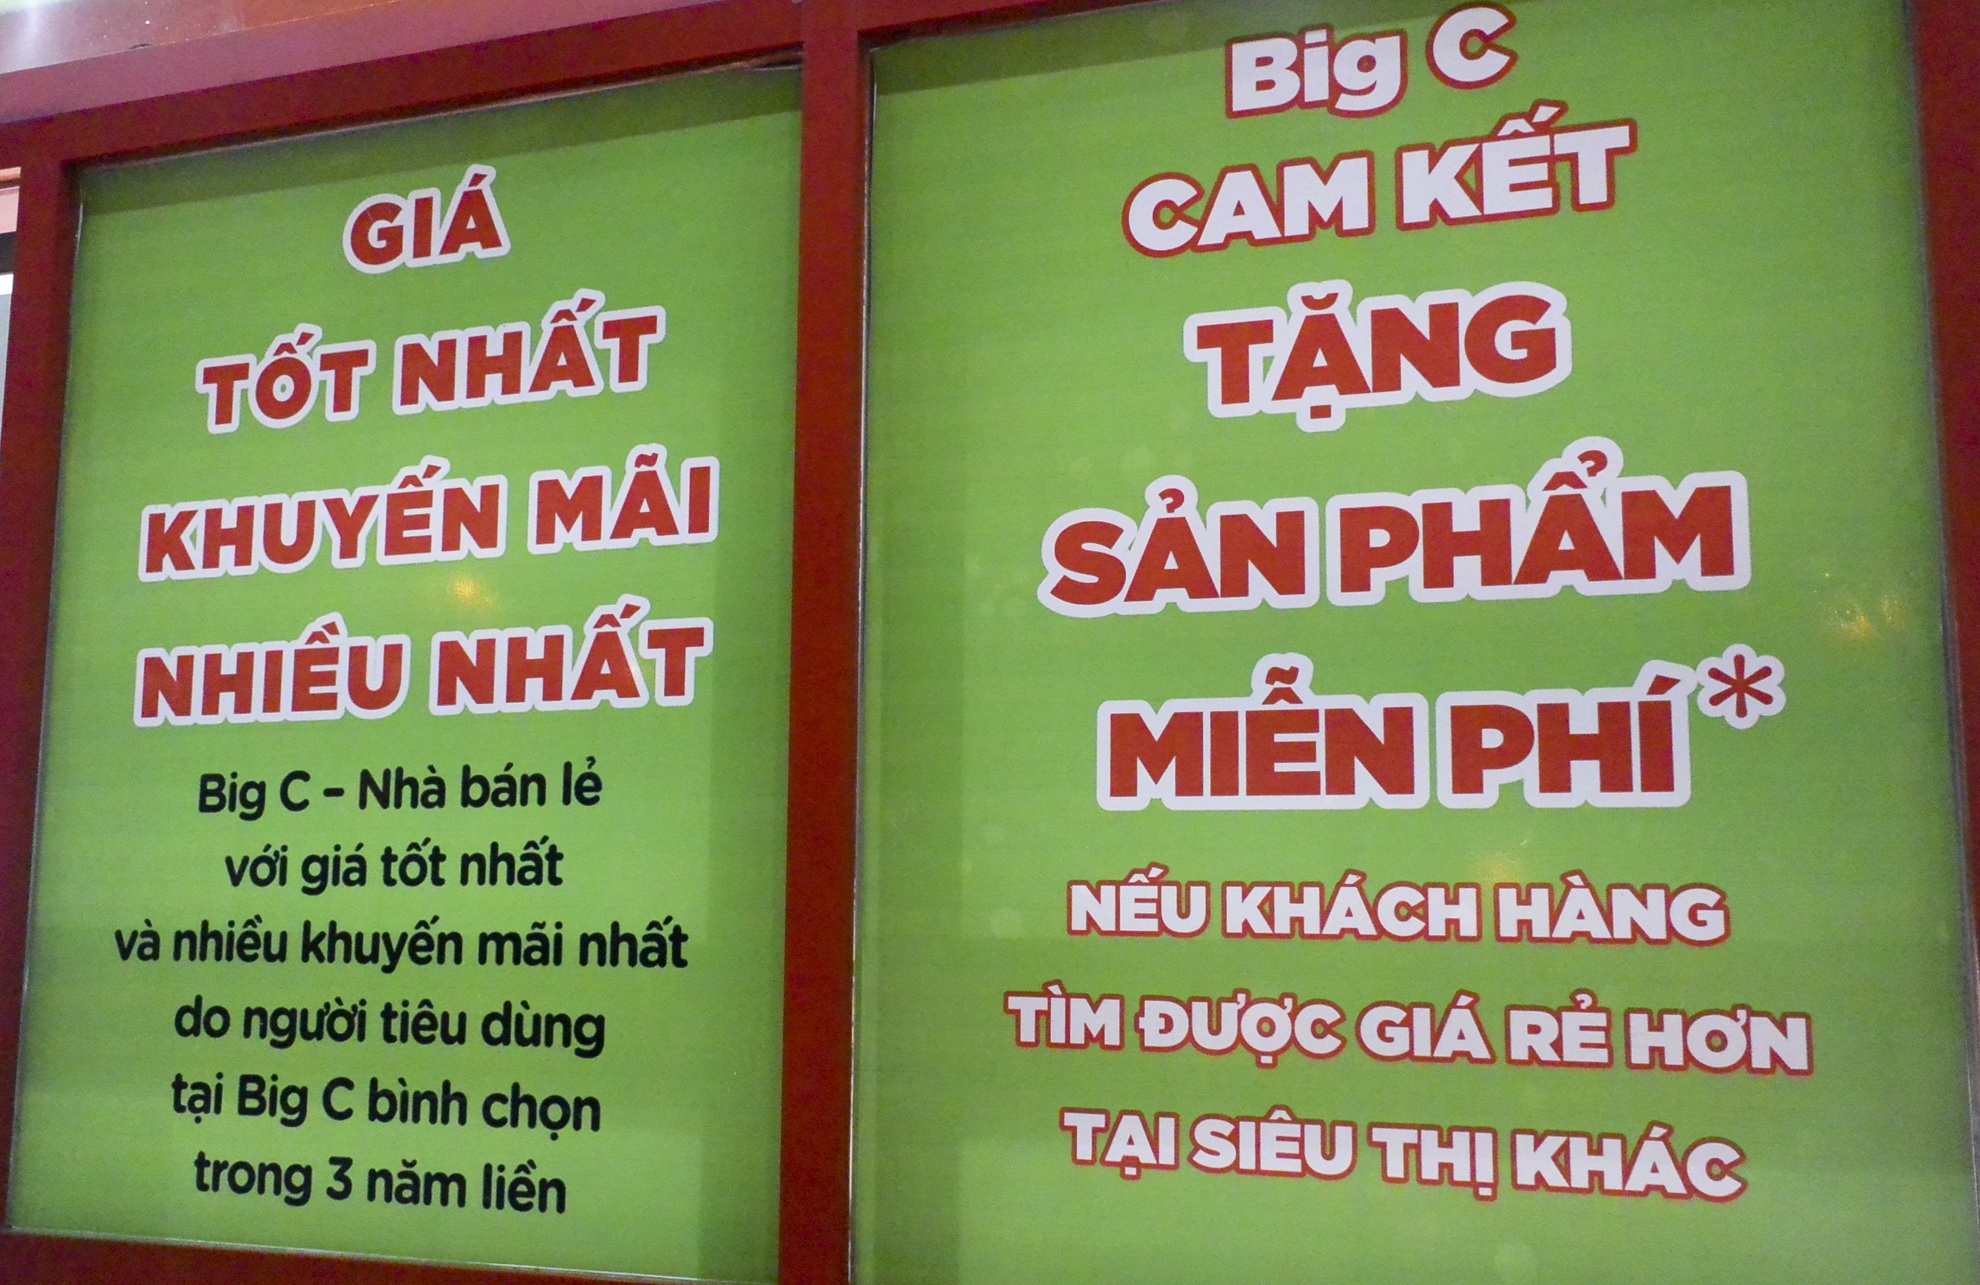 GIÁ
TỐT NHẤT
KHUYẾN MÃI
NHIỀU NHẤT
Big C – Nhà bán lẻ
với giá tốt nhất
và nhiều khuyến mãi nhất
do người tiêu dùng
tại Big C bình chọn
trong 3 năm liền
Big C
CAM KẾT
TẶNG
SẢN PHẨM
MIỄN PHÍ*
NẾU KHÁCH HÀNG
TÌM ĐƯỢC GIÁ RẺ HƠN
TẠI SIÊU THỊ KHÁC